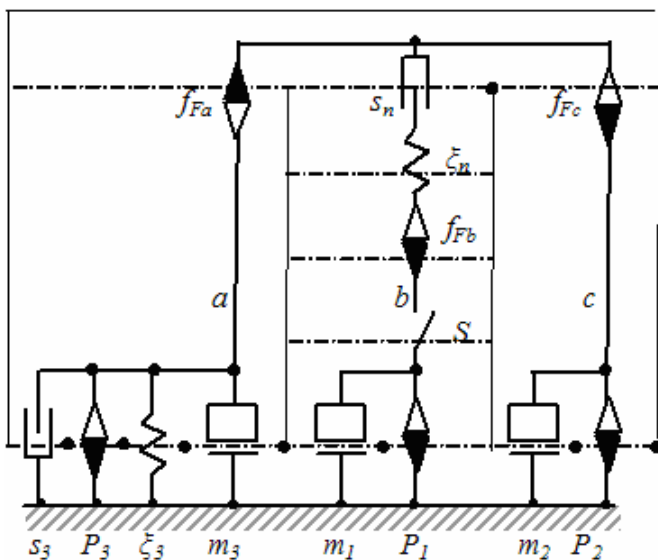 f_Fa s_n f_Fc
ξ_n
f_Fb
a b c
S
s_3 P_3 ξ_3 m_3 m_1 P_1 m_2 P_2